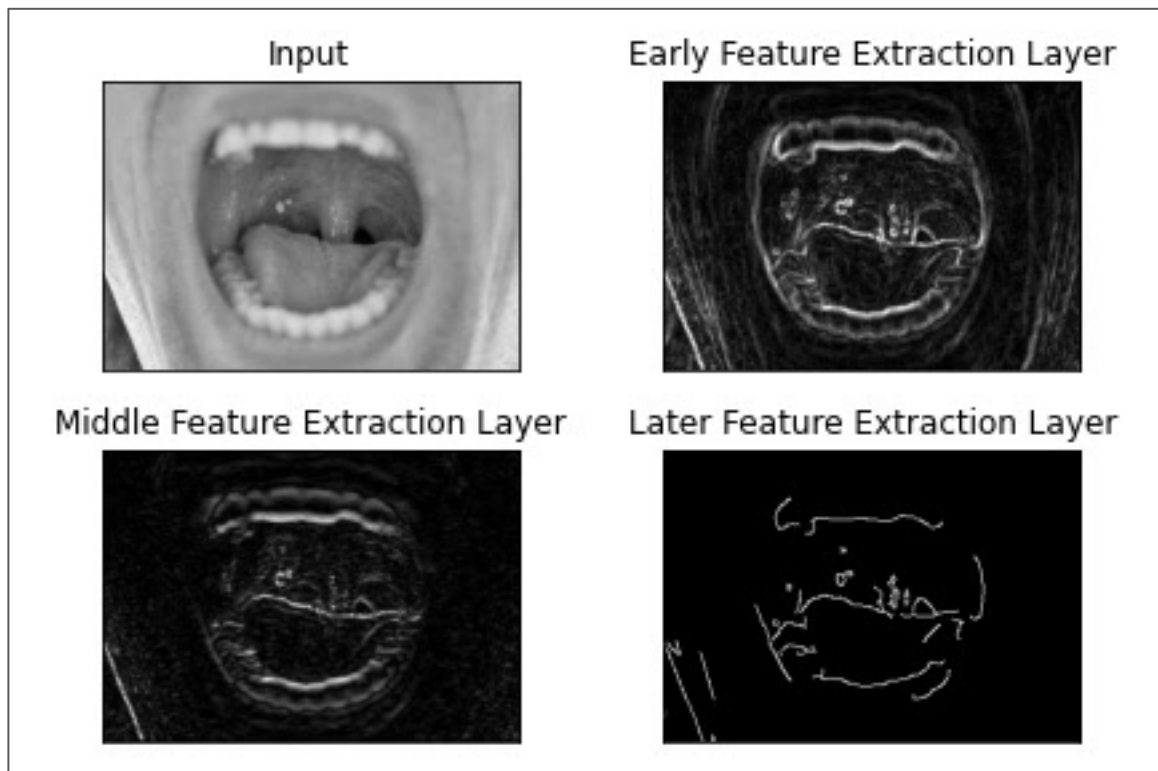 Input
Early Feature Extraction Layer
Middle Feature Extraction Layer
Later Feature Extraction Layer